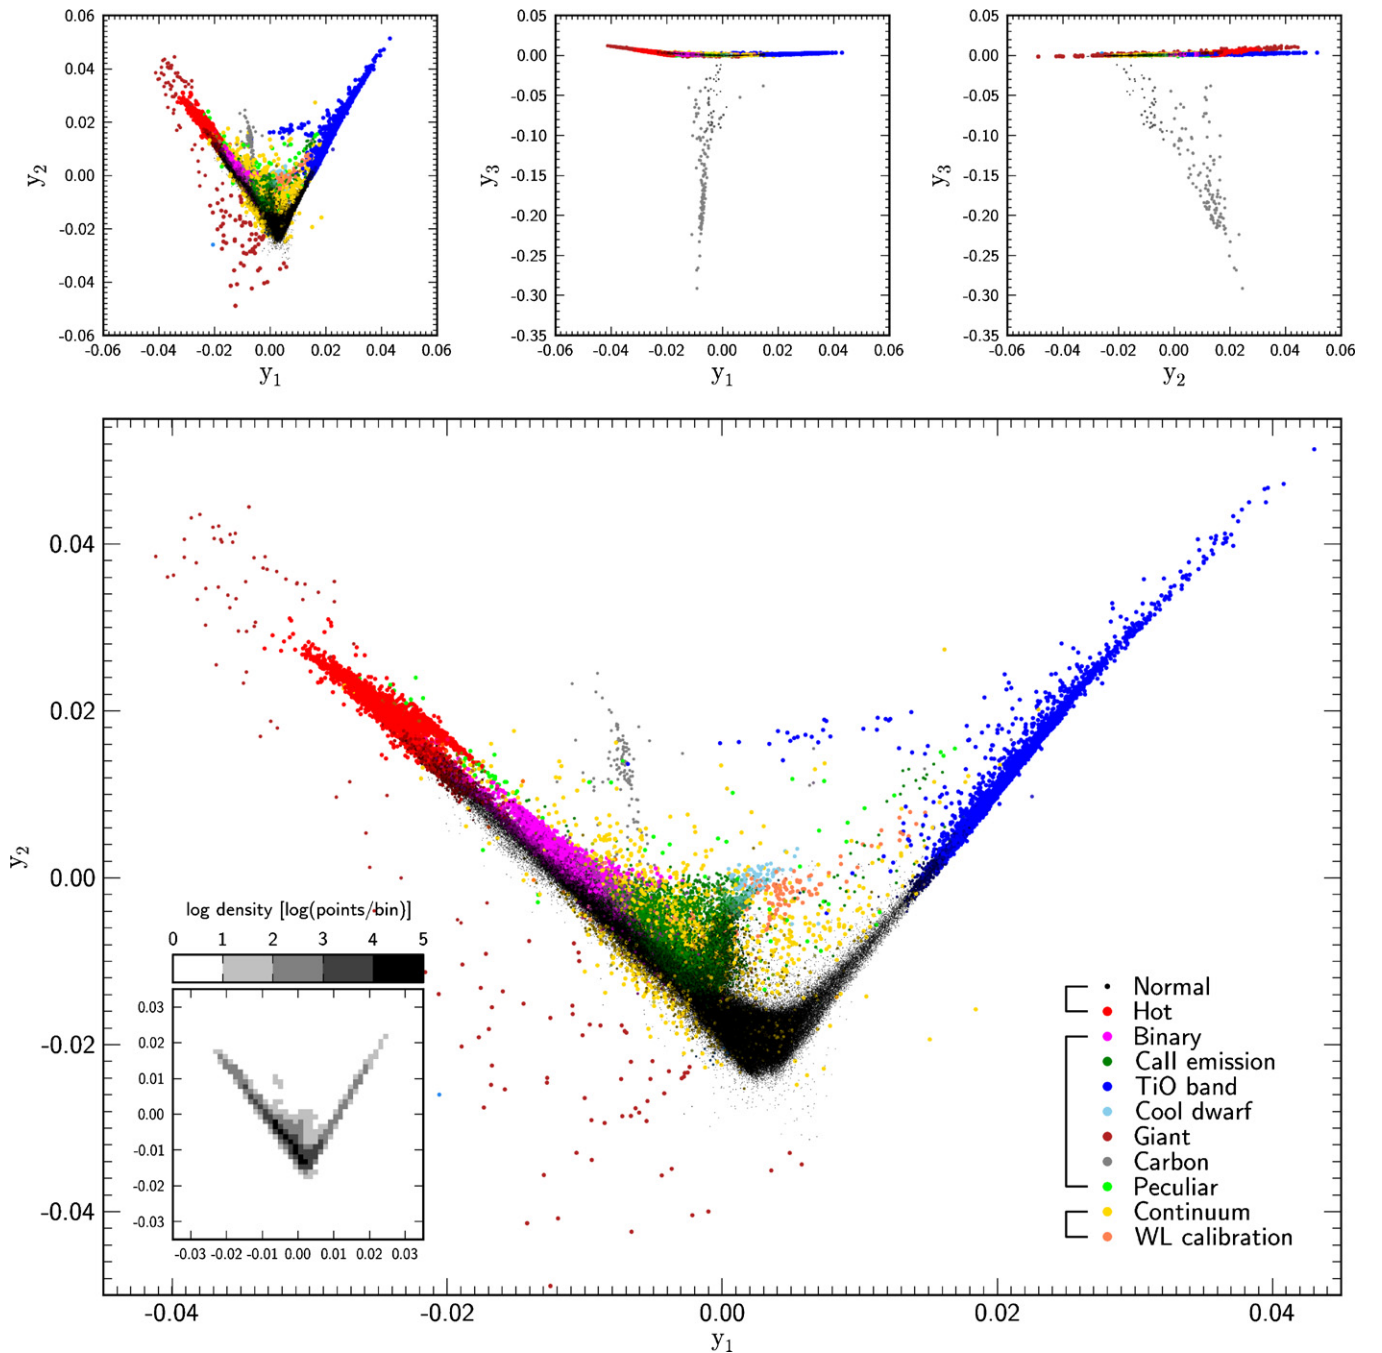 0.06
0.04
0.02
0.00
-0.02
-0.04
-0.06
y2
-0.06 -0.04 -0.02 0.00 0.02 0.04 0.06
y1
0.05
0.00
-0.05
-0.10
-0.15
-0.20
-0.25
-0.30
-0.35
y3
-0.06 -0.04 -0.02 0.00 0.02 0.04 0.06
y1
0.05
0.00
-0.05
-0.10
-0.15
-0.20
-0.25
-0.30
-0.35
y3
-0.06 -0.04 -0.02 0.00 0.02 0.04 0.06
y2
0.04
0.02
0.00
-0.02
-0.04
y2
log density [log(points/bin)]
0 1 2 3 4 5
0.03
0.02
0.01
0.00
-0.01
-0.02
-0.03
-0.03 -0.02 -0.01 0.00 0.01 0.02 0.03
Normal
Hot
Binary
CaII emission
TiO band
Cool dwarf
Giant
Carbon
Peculiar
Continuum
WL calibration
-0.04 -0.02 0.00 0.02 0.04
y1